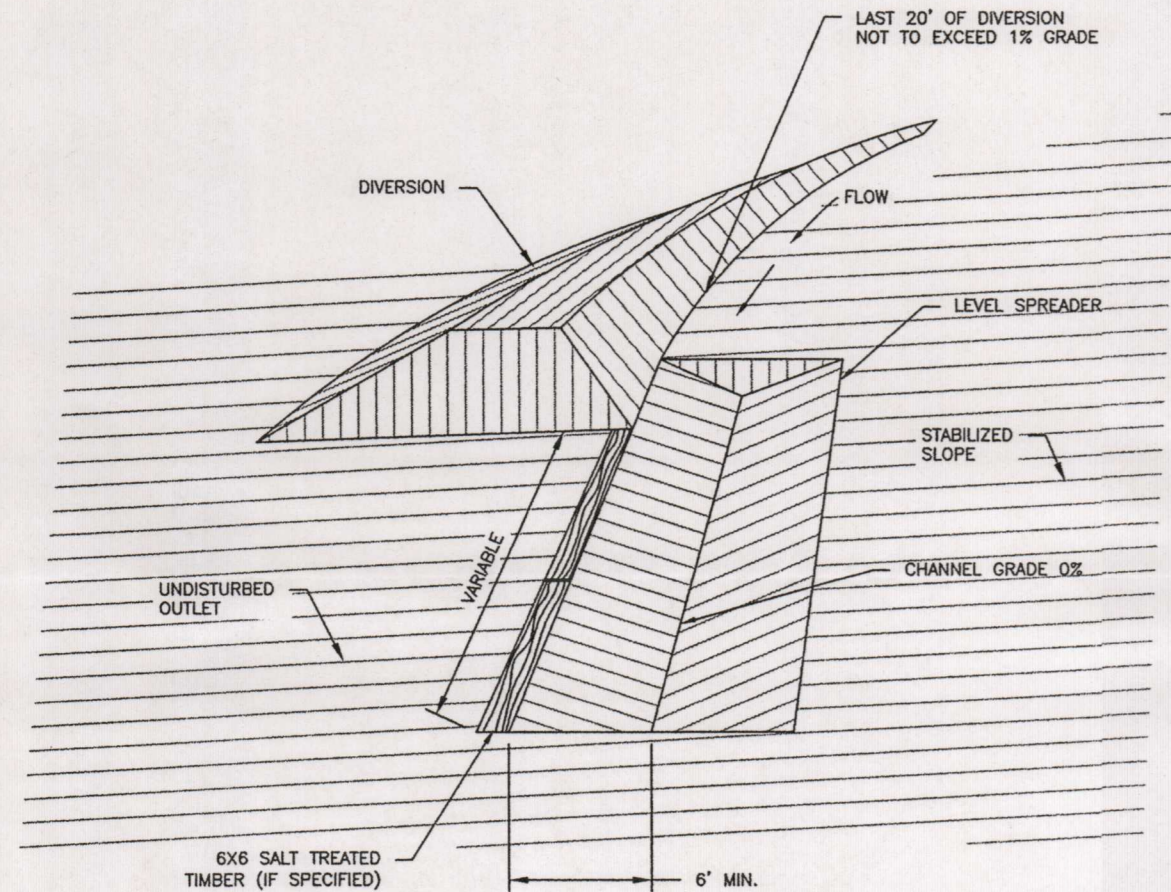 LAST 20' OF DIVERSION
NOT TO EXCEED 1% GRADE
DIVERSION
FLOW
LEVEL SPREADER
STABILIZED
SLOPE
VARIABLE
CHANNEL GRADE 0%
UNDISTURBED
OUTLET
6X6 SALT TREATED
TIMBER (IF SPECIFIED)
6' MIN.